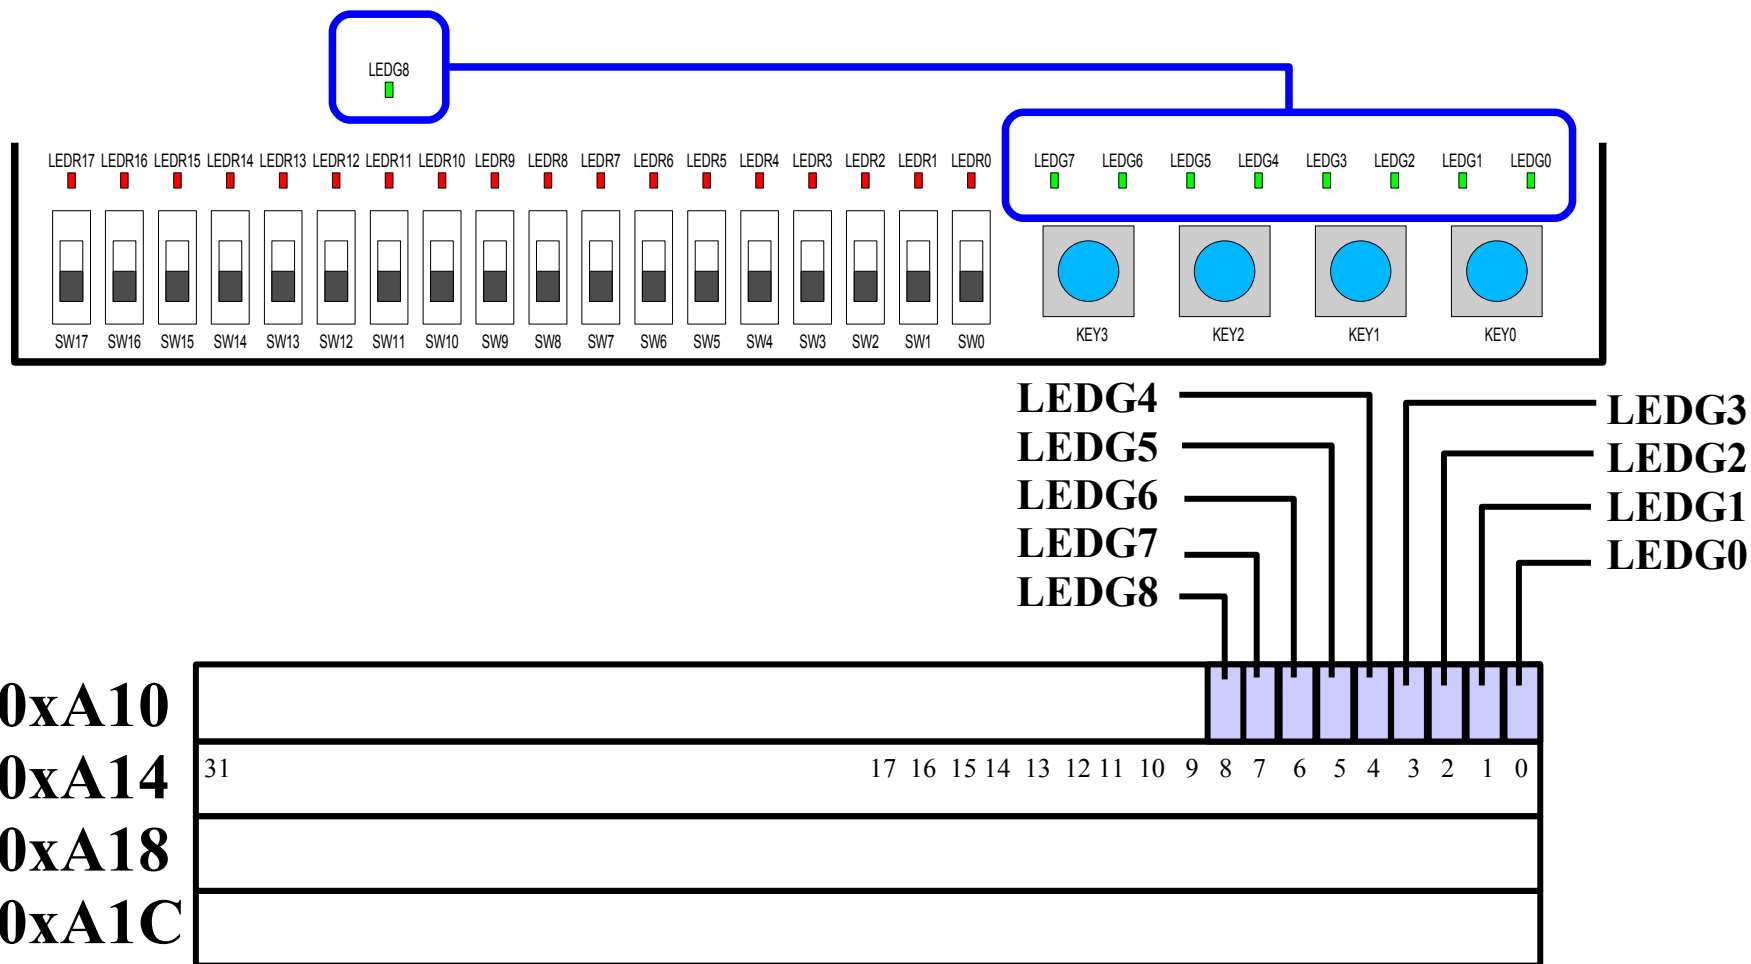 LEDG8
LEDR17 LEDR16 LEDR15 LEDR14 LEDR13 LEDR12 LEDR11 LEDR10 LEDR9 LEDR8 LEDR7 LEDR6 LEDR5 LEDR4 LEDR3 LEDR2 LEDR1 LEDR0 LEDG7 LEDG6 LEDG5 LEDG4 LEDG3 LEDG2 LEDG1 LEDG0
SW17 SW16 SW15 SW14 SW13 SW12 SW11 SW10 SW9 SW8 SW7 SW6 SW5 SW4 SW3 SW2 SW1 SW0 KEY3 KEY2 KEY1 KEY0
LEDG4 LEDG3
LEDG5 LEDG2
LEDG6 LEDG1
LEDG7 LEDG0
LEDG8
0xA10
0xA14 31 17 16 15 14 13 12 11 10 9 8 7 6 5 4 3 2 1 0
0xA18
0xA1C